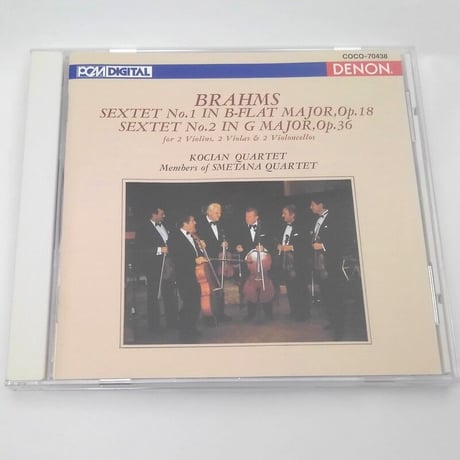 COCO-70438
PCM DIGITAL
DENON
BRAHMS
SEXTET No.1 IN B-FLAT MAJOR,Op.18
SEXTET No.2 IN G MAJOR,Op.36
for 2 Violins, 2 Violas & 2 Violoncellos
KOCIAN QUARTET
Members of SMETANA QUARTET